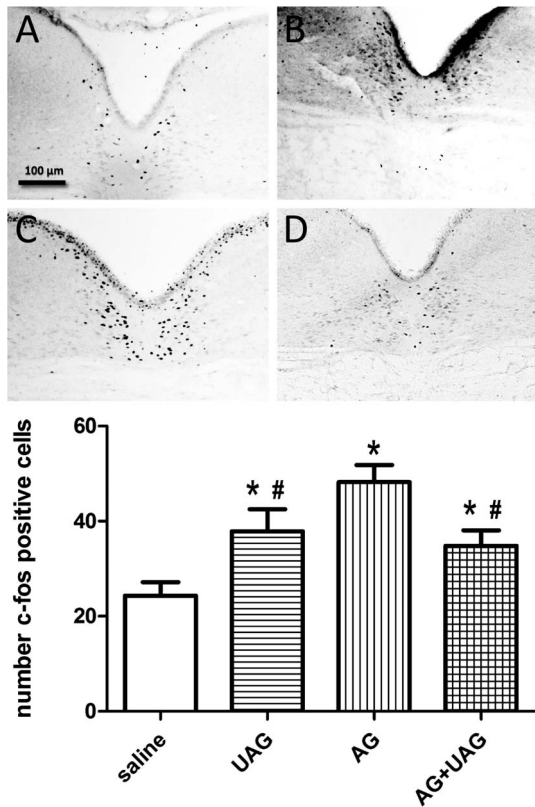 A
B
100 µm
C
D
60
40
20
0
number c-fos positive cells
* #
*
* #
saline
UAG
AG
AG+UAG